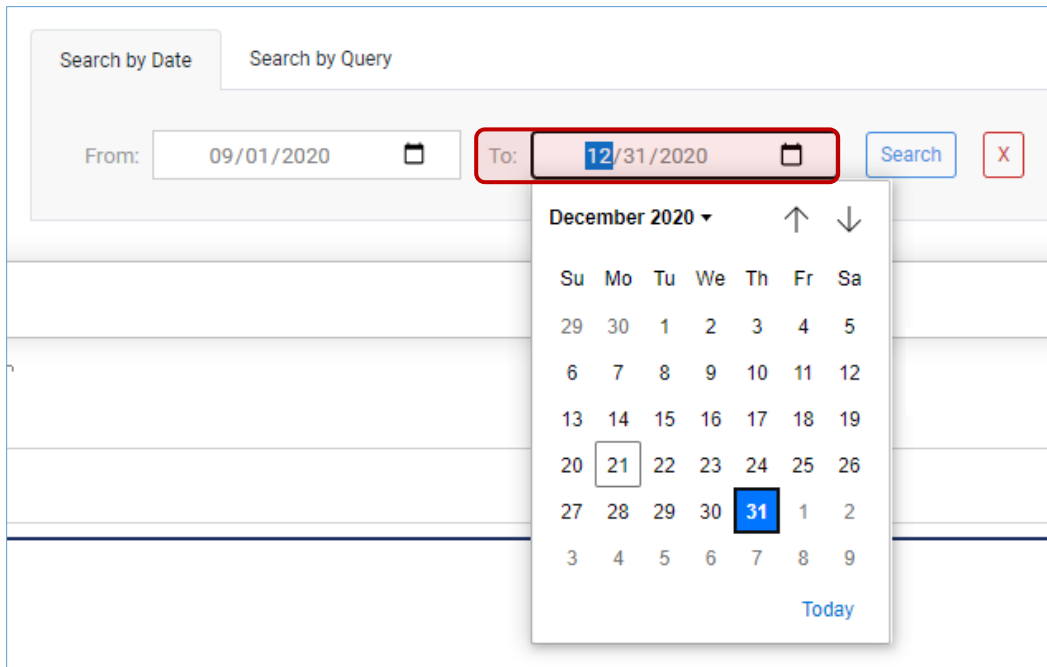 Search by Date Search by Query
From: 09/01/2020 To: 12/31/2020 Search X
December 2020
Su Mo Tu We Th Fr Sa
29 30 1 2 3 4 5
6 7 8 9 10 11 12
13 14 15 16 17 18 19
20 21 22 23 24 25 26
27 28 29 30 31 1 2
3 4 5 6 7 8 9
Today